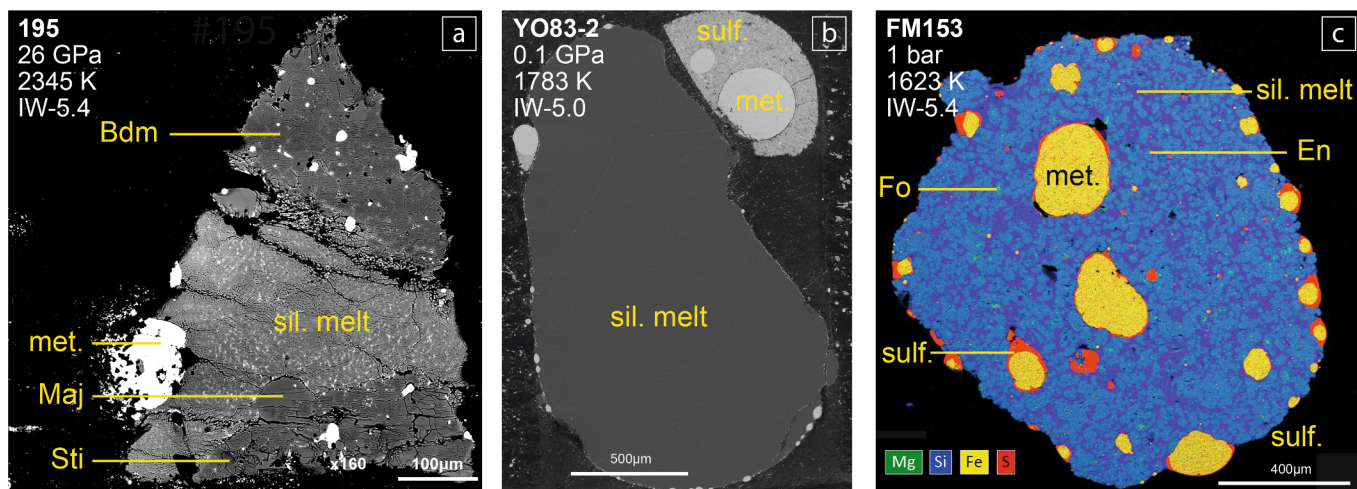 195
#195
a
26 GPa
2345 K
IW-5.4
Bdm
sil. melt
met.
Maj
Sti
x160
100µm
YO83-2
sulf.
b
0.1 GPa
1783 K
IW-5.0
met.
sil. melt
500µm
FM153
c
1 bar
1623 K
IW-5.4
sil. melt
En
Fo
met.
sulf.
sulf.
Mg Si Fe S
400µm